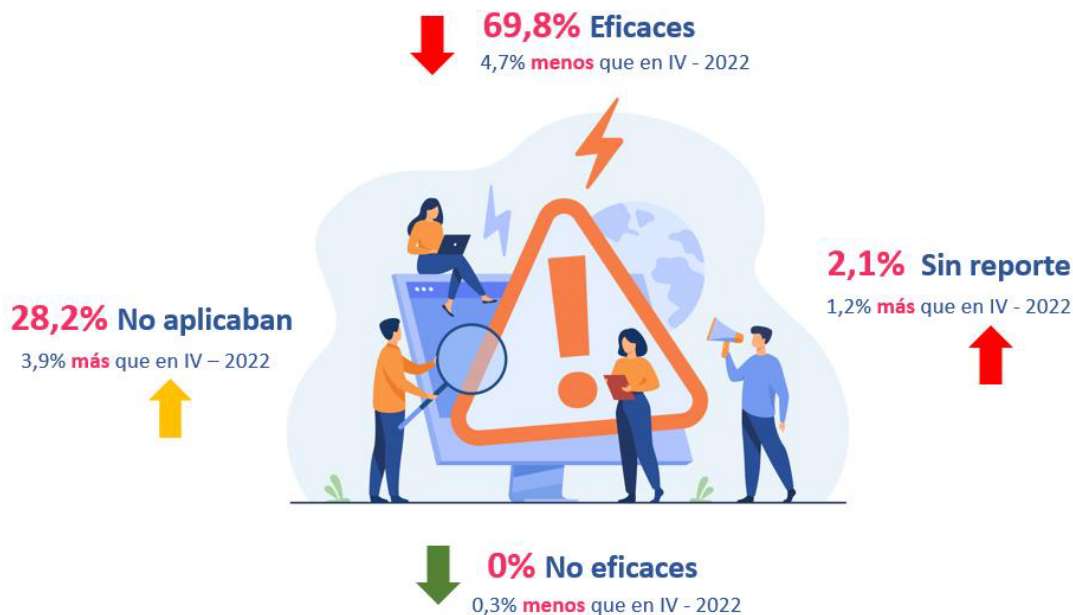 69,8% Eficaces
4,7% menos que en IV - 2022
2,1% Sin reporte
1,2% más que en IV - 2022
28,2% No aplicaban
3,9% más que en IV – 2022
0% No eficaces
0,3% menos que en IV - 2022